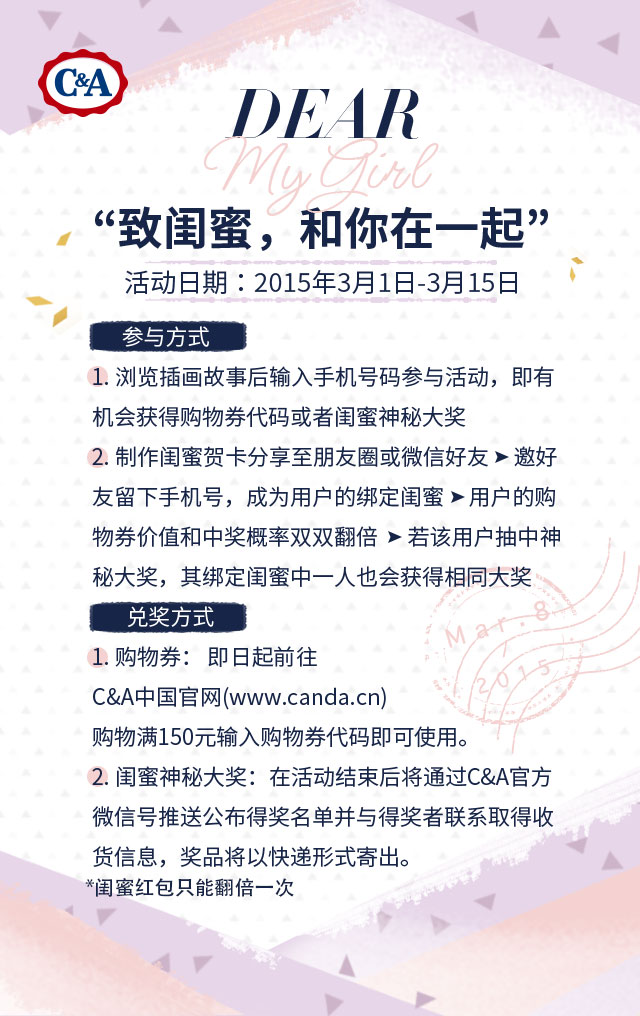 C&A
DEAR
My Girl
“致闺蜜，和你在一起”
活动日期：2015年3月1日-3月15日
参与方式
1. 浏览插画故事后输入手机号码参与活动，即有
机会获得购物券代码或者闺蜜神秘大奖
2. 制作闺蜜贺卡分享至朋友圈或微信好友➤邀好
友留下手机号，成为用户的绑定闺蜜➤用户的购
物券价值和中奖概率双双翻倍 ➤若该用户抽中神
秘大奖，其绑定闺蜜中一人也会获得相同大奖
Mar.8
/
2015
兑奖方式
1. 购物券： 即日起前往
C&A中国官网(www.canda.cn)
购物满150元输入购物券代码即可使用。
2. 闺蜜神秘大奖：在活动结束后将通过C&A官方
微信号推送公布得奖名单并与得奖者联系取得收
货信息，奖品将以快递形式寄出。
*闺蜜红包只能翻倍一次